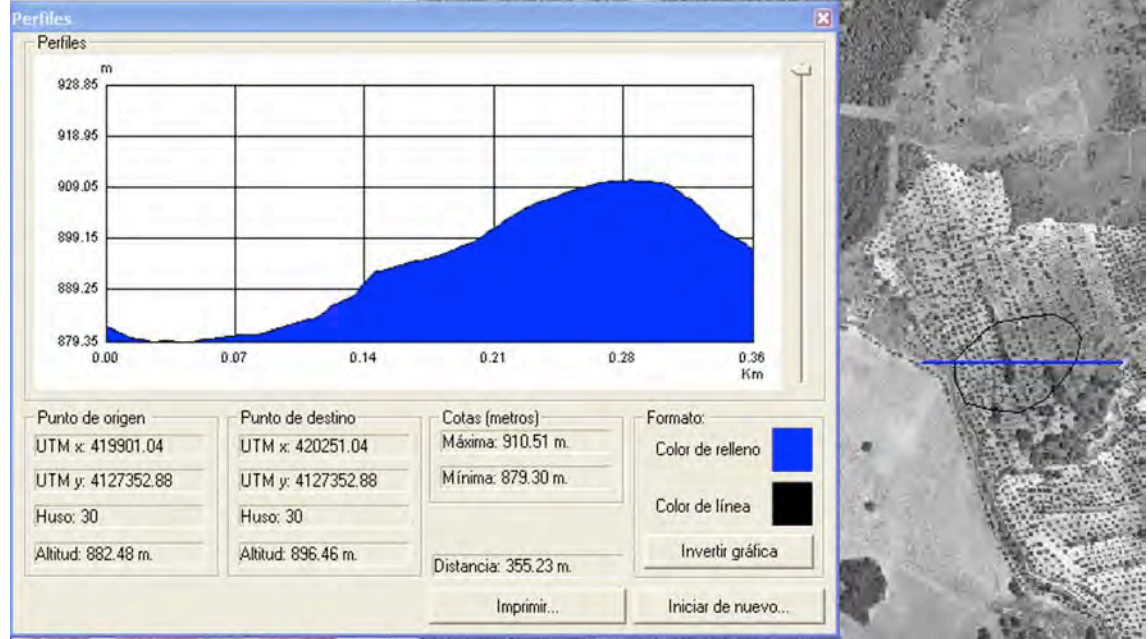 Perfiles
Perfiles
m
928.85
918.95
909.05
899.15
889.25
879.35
0.00 0.07 0.14 0.21 0.28 0.36
Km
Punto de origen
UTM x: 419901.04
UTM y: 4127352.88
Huso: 30
Altitud: 882.48 m.
Punto de destino
UTM x: 420251.04
UTM y: 4127352.88
Huso: 30
Altitud: 896.46 m.
Cotas (metros)
Máxima: 910.51 m.
Mínima: 879.30 m.
Distancia: 355.23 m.
Formato:
Color de relleno
Color de línea
Invertir gráfica
Imprimir...
Iniciar de nuevo...